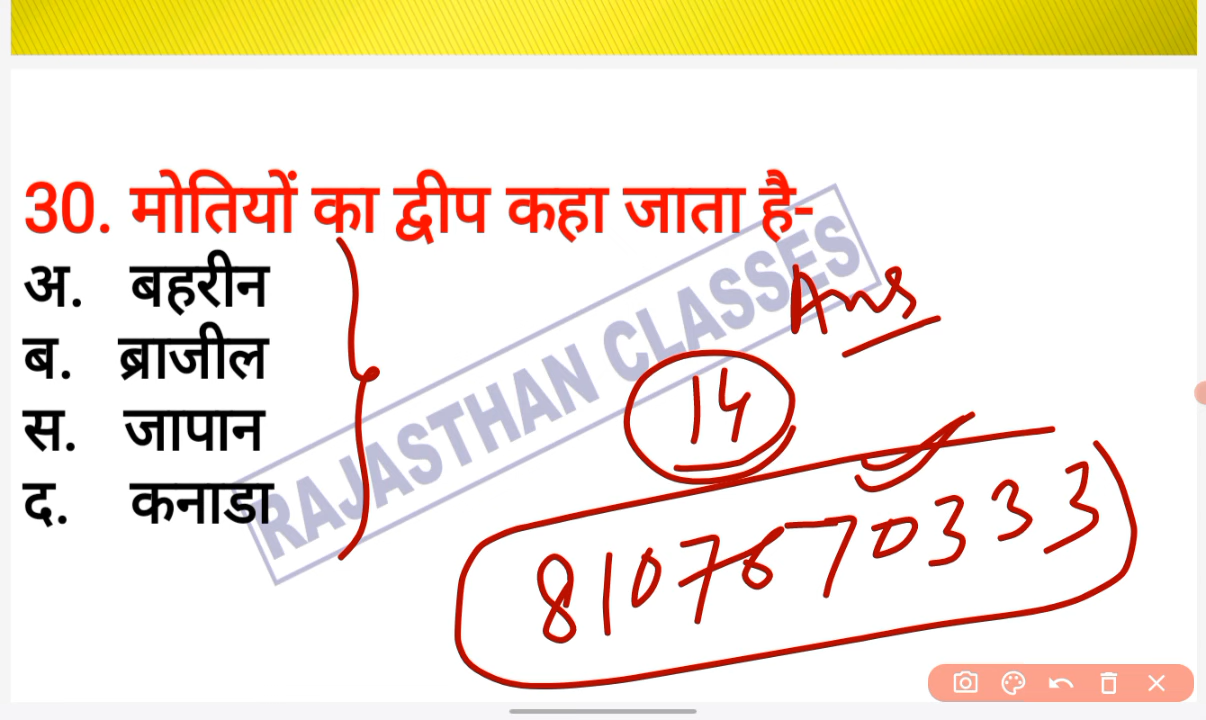 30. मोतियों का द्वीप कहा जाता है-
अ. बहरीन
ब. ब्राजील
स. जापान
द. कनाडा
RAJASTHAN CLASSES
Ans
14
8107670333